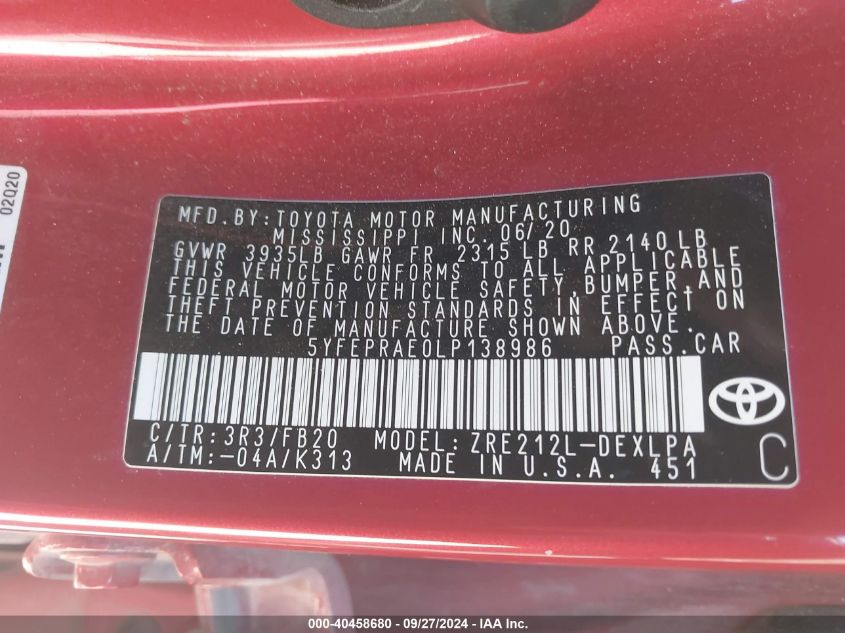 02Q20
MFD. BY: TOYOTA MOTOR MANUFACTURING
MISSISSIPPI INC. 06/20
GVWR 3935LB GAWR FR 2315 LB RR 2140 LB
THIS VEHICLE CONFORMS TO ALL APPLICABLE
FEDERAL MOTOR VEHICLE SAFETY, BUMPER, AND
THEFT PREVENTION STANDARDS IN EFFECT ON
THE DATE OF MANUFACTURE SHOWN ABOVE.
5YFEPRAE0LP138986 PASS. CAR
C/TR: 3R3/FB20 MODEL: ZRE212L-DEXLPA
A/TM: -04A/K313 MADE IN U.S.A. 451 C
000-40458680 - 09/27/2024 - IAA Inc.